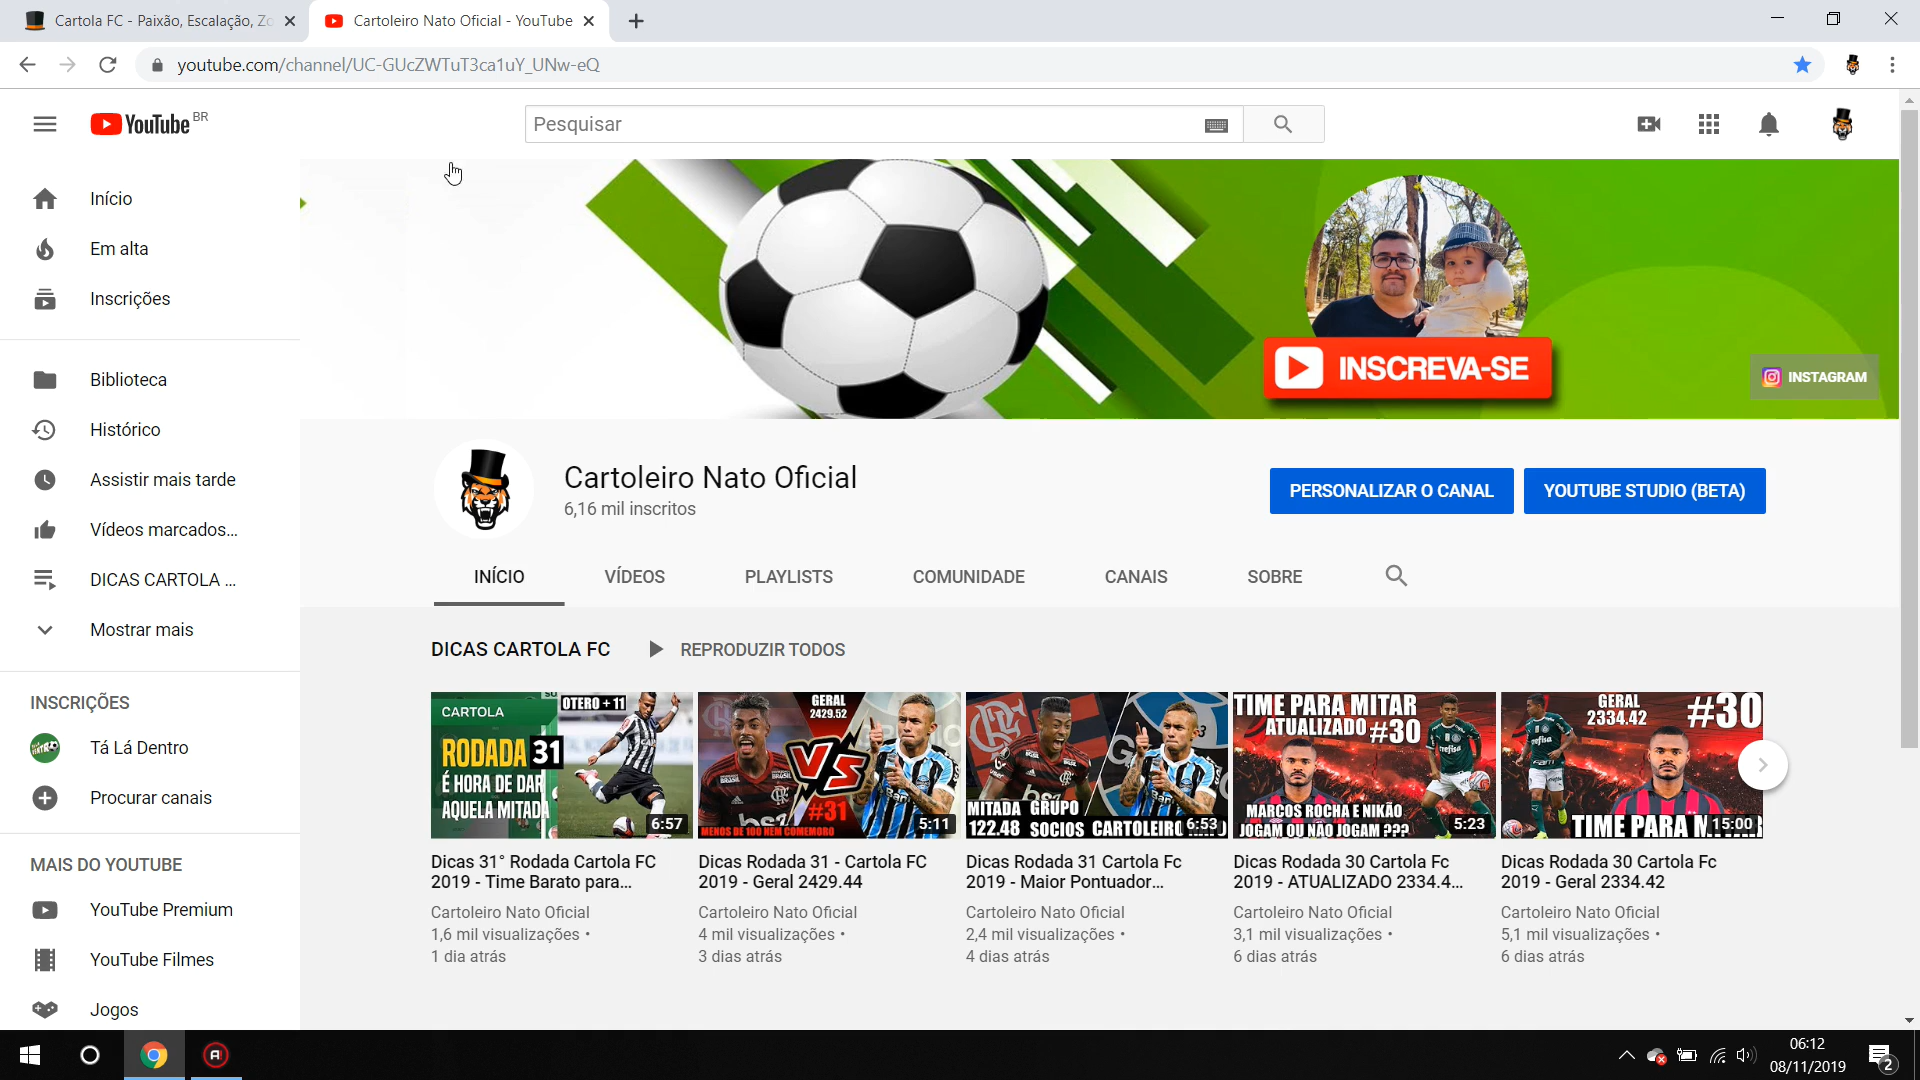 Cartola FC - Paixão, Escalação, Zo
Cartoleiro Nato Oficial - YouTube
youtube.com/channel/UC-GUcZWTuT3ca1uY_UNw-eQ
YouTube BR
Pesquisar
Início
Em alta
Inscrições
Biblioteca
Histórico
Assistir mais tarde
Vídeos marcados...
DICAS CARTOLA ...
Mostrar mais
INSCRIÇÕES
Tá Lá Dentro
Procurar canais
MAIS DO YOUTUBE
YouTube Premium
YouTube Filmes
Jogos
INSCREVA-SE
INSTAGRAM
Cartoleiro Nato Oficial
6,16 mil inscritos
PERSONALIZAR O CANAL
YOUTUBE STUDIO (BETA)
INÍCIO
VÍDEOS
PLAYLISTS
COMUNIDADE
CANAIS
SOBRE
DICAS CARTOLA FC
REPRODUZIR TODOS
CARTOLA
OTERO + 11
RODADA 31
É HORA DE DAR
AQUELA MITADA
6:57
Dicas 31° Rodada Cartola FC
2019 - Time Barato para...
Cartoleiro Nato Oficial
1,6 mil visualizações •
1 dia atrás
GERAL
2429.52
VS
#31
MENOS DE 100 NEM COMEMORO
5:11
Dicas Rodada 31 - Cartola FC
2019 - Geral 2429.44
Cartoleiro Nato Oficial
4 mil visualizações •
3 dias atrás
MITADA GRUPO
122.48 SOCIOS CARTOLEIRO
6:53
Dicas Rodada 31 Cartola Fc
2019 - Maior Pontuador...
Cartoleiro Nato Oficial
2,4 mil visualizações •
4 dias atrás
TIME PARA MITAR
ATUALIZADO #30
MARCOS ROCHA E NIKÃO
JOGAM OU NÃO JOGAM ???
5:23
Dicas Rodada 30 Cartola Fc
2019 - ATUALIZADO 2334.4...
Cartoleiro Nato Oficial
3,1 mil visualizações •
6 dias atrás
GERAL
2334.42
#30
TIME PARA M
15:00
Dicas Rodada 30 Cartola Fc
2019 - Geral 2334.42
Cartoleiro Nato Oficial
5,1 mil visualizações •
6 dias atrás
06:12
08/11/2019
2